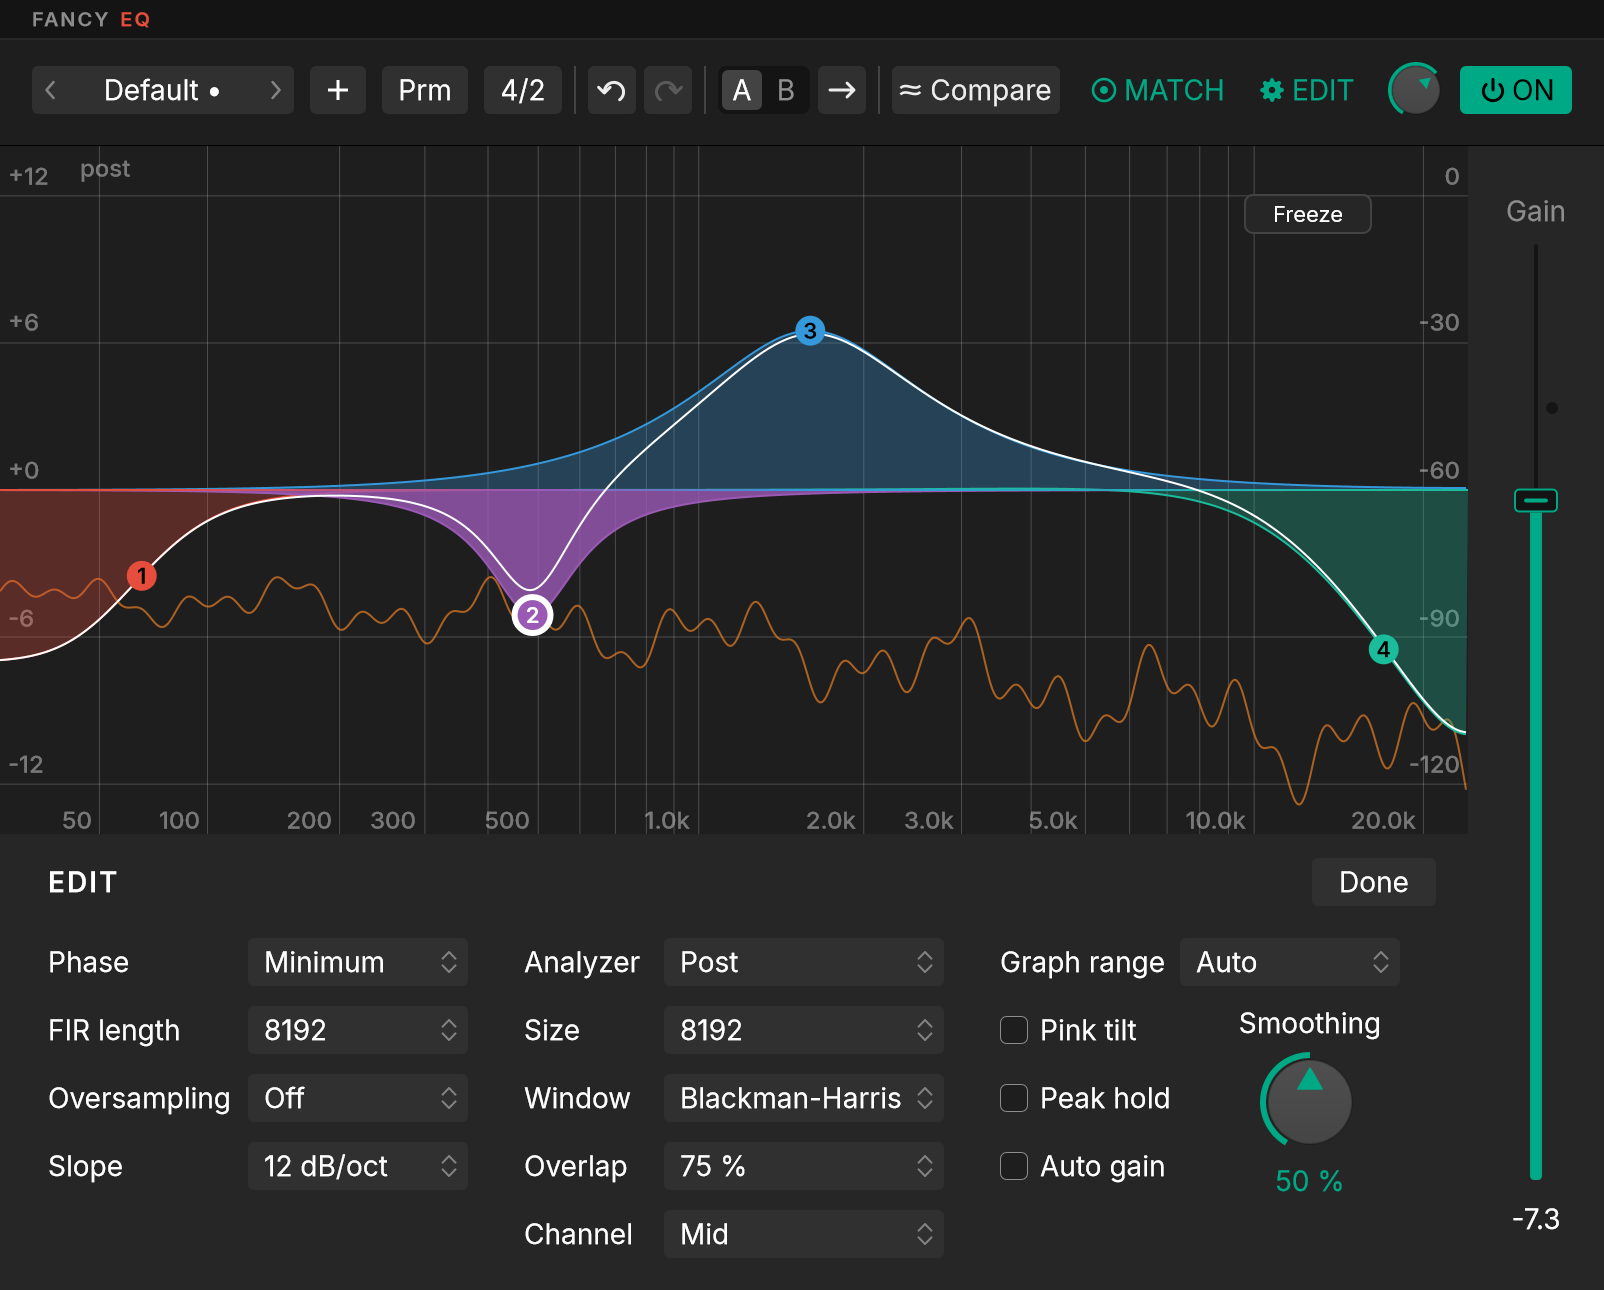 FANCY EQ
Default • + Prm 4/2 A B → ≈ Compare MATCH EDIT ON
+12 post 0
Freeze
Gain
+6 -30
3
+0 -60
1
2
-6 -90
4
-12 -120
50 100 200 300 500 1.0k 2.0k 3.0k 5.0k 10.0k 20.0k
EDIT Done
Phase Minimum Analyzer Post Graph range Auto
FIR length 8192 Size 8192 Pink tilt Smoothing
Oversampling Off Window Blackman-Harris Peak hold
Slope 12 dB/oct Overlap 75 % Auto gain 50 %
Channel Mid -7.3